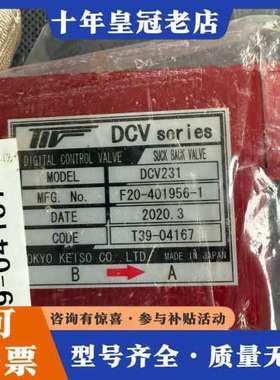 十年皇冠老店
TIV DCV series
DIGITAL CONTROL VALVE SUCK BACK VALVE
MODEL DCV231
MFG. No. F20-401956-1
DATE 2020.3
CODE T39-04167
OKYO KEISO CO., LTD. MADE IN JAPAN
B → A
咨询有惊喜·参与补贴活动
型号齐全·质量无